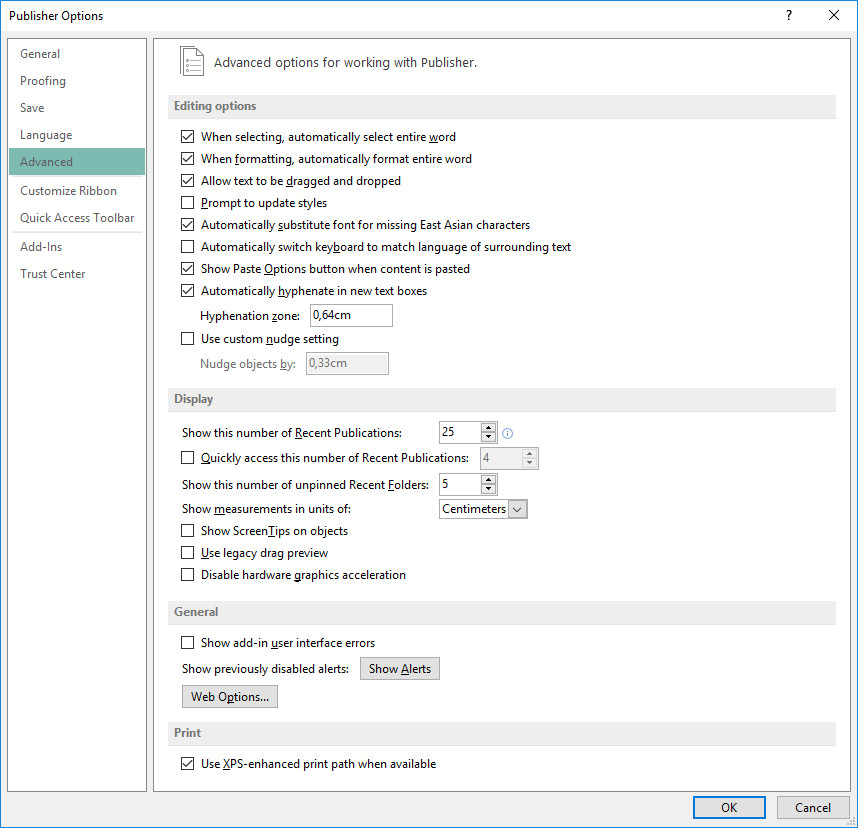 Publisher Options
?
General
Proofing
Save
Language
Advanced
Customize Ribbon
Quick Access Toolbar
Add-Ins
Trust Center
Advanced options for working with Publisher.
Editing options
When selecting, automatically select entire word
When formatting, automatically format entire word
Allow text to be dragged and dropped
Prompt to update styles
Automatically substitute font for missing East Asian characters
Automatically switch keyboard to match language of surrounding text
Show Paste Options button when content is pasted
Automatically hyphenate in new text boxes
Hyphenation zone: 0,64cm
Use custom nudge setting
Nudge objects by: 0,33cm
Display
Show this number of Recent Publications: 25
Quickly access this number of Recent Publications: 4
Show this number of unpinned Recent Folders: 5
Show measurements in units of: Centimeters
Show ScreenTips on objects
Use legacy drag preview
Disable hardware graphics acceleration
General
Show add-in user interface errors
Show previously disabled alerts: Show Alerts
Web Options...
Print
Use XPS-enhanced print path when available
OK Cancel